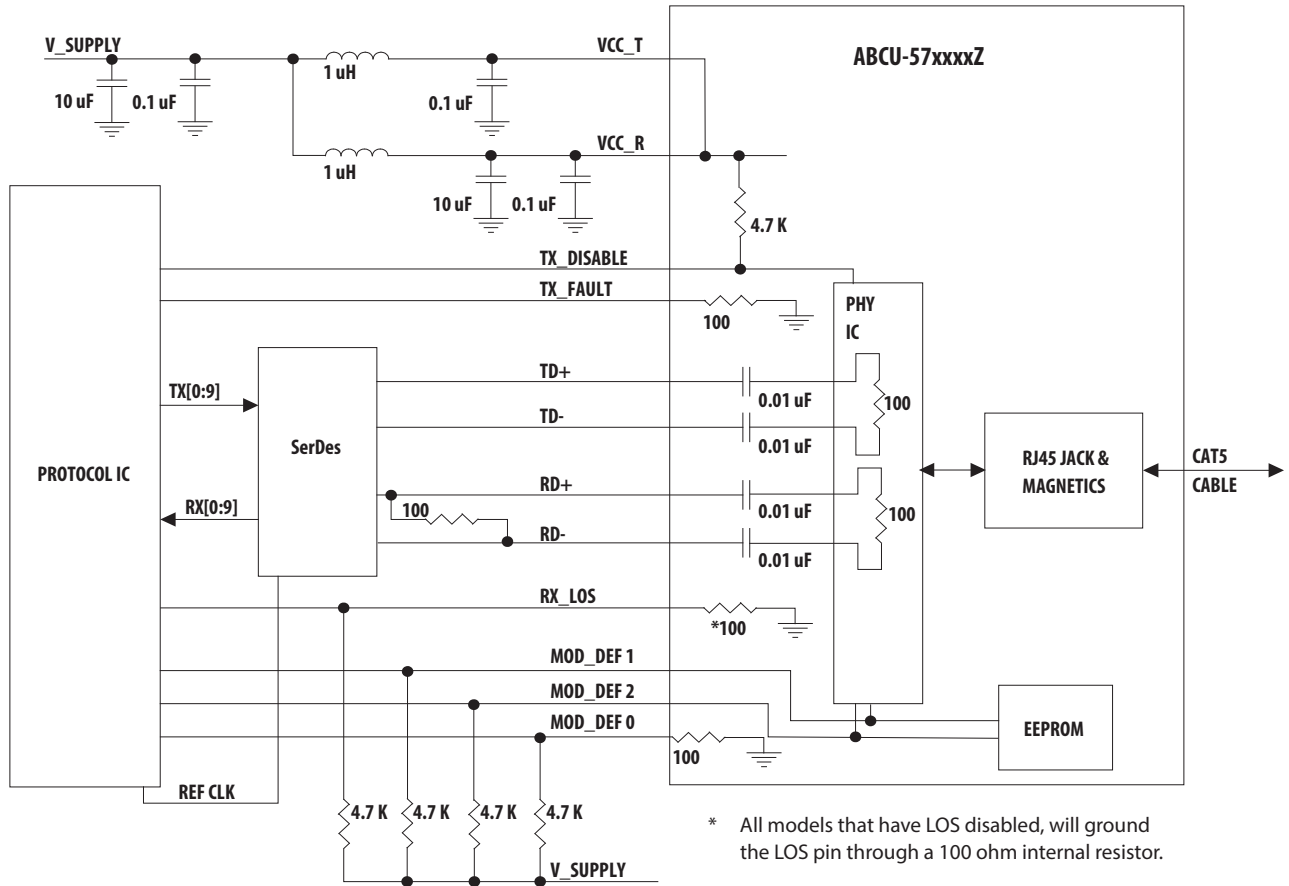 V_SUPPLY
VCC_T
ABCU-57xxxxZ
1 uH
10 uF
0.1 uF
0.1 uF
VCC_R
1 uH
10 uF
0.1 uF
4.7 K
TX_DISABLE
TX_FAULT
100
PHY
IC
TD+
0.01 uF
100
TX[0:9]
TD-
0.01 uF
SerDes
PROTOCOL IC
RJ45 JACK &
MAGNETICS
CAT5
CABLE
RD+
0.01 uF
100
RX[0:9]
100
RD-
0.01 uF
RX_LOS
*100
MOD_DEF 1
MOD_DEF 2
MOD_DEF 0
100
EEPROM
REF CLK
4.7 K
4.7 K
4.7 K
4.7 K
V_SUPPLY
* All models that have LOS disabled, will ground
the LOS pin through a 100 ohm internal resistor.